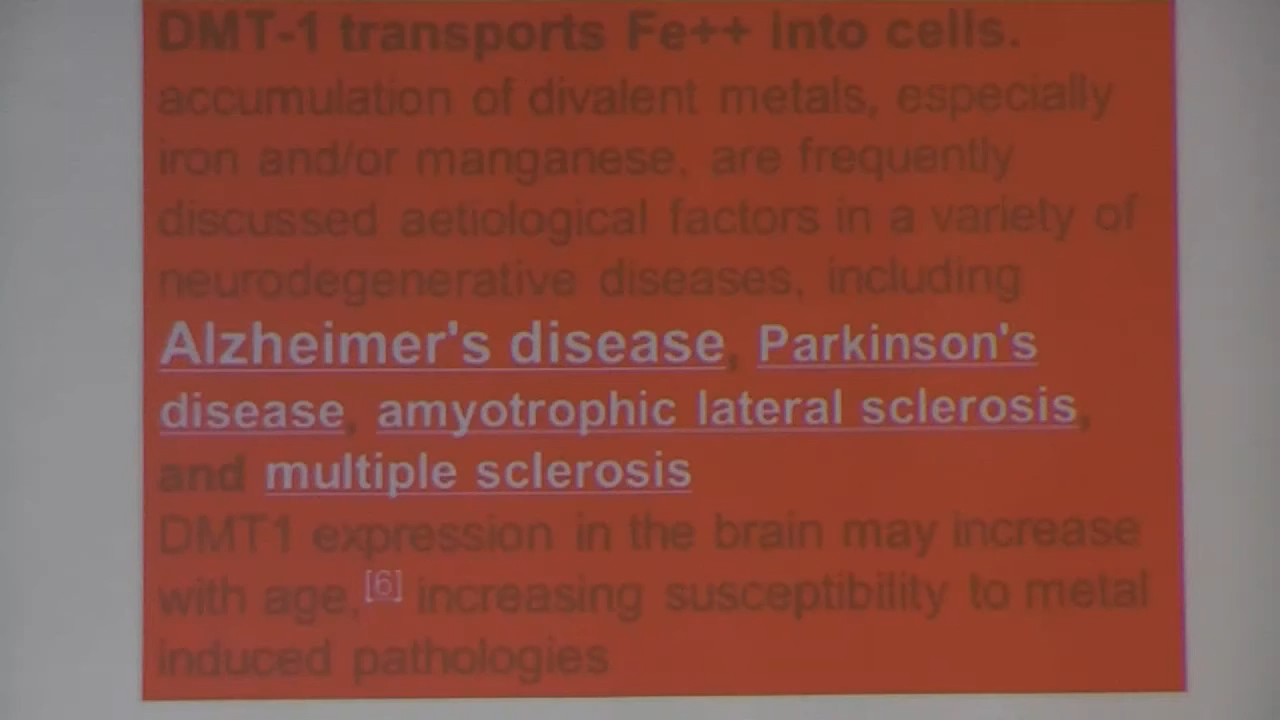 DMT-1 transports Fe++ into cells.
accumulation of divalent metals, especially
iron and/or manganese, are frequently
discussed aetiological factors in a variety of
neurodegenerative diseases, including
Alzheimer's disease, Parkinson's
disease, amyotrophic lateral sclerosis,
and multiple sclerosis
DMT1 expression in the brain may increase
with age,[6] increasing susceptibility to metal
induced pathologies